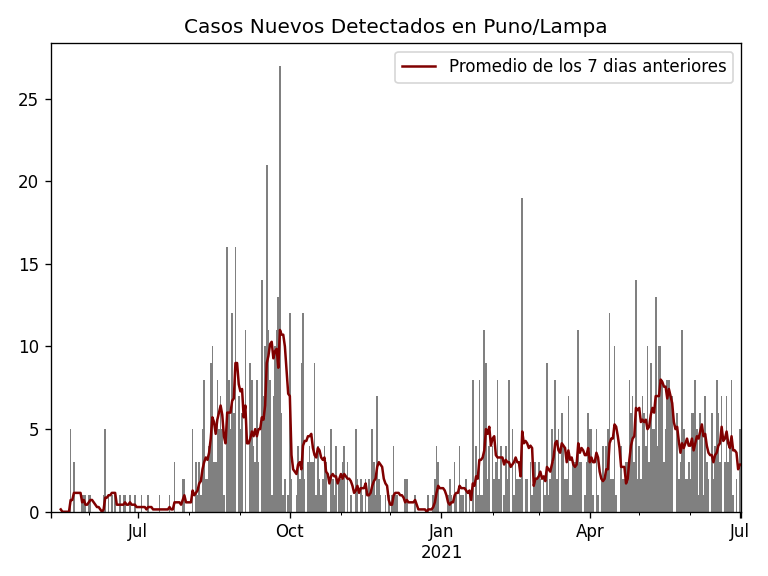 Casos Nuevos Detectados en Puno/Lampa
Promedio de los 7 dias anteriores
25
20
15
10
5
0
Jul
Oct
Jan
2021
Apr
Jul